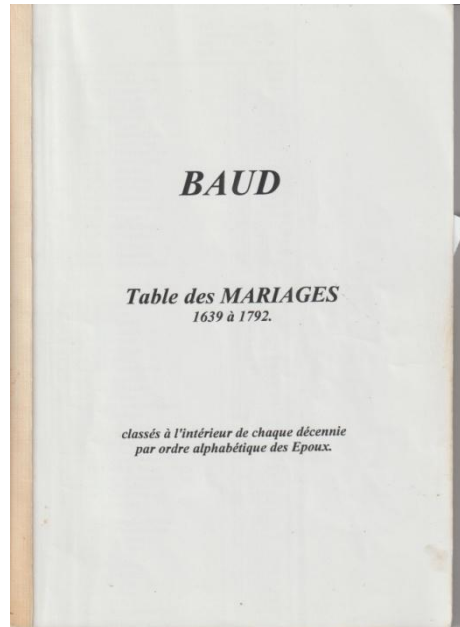 BAUD
Table des MARIAGES
1639 à 1792.
classés à l'intérieur de chaque décennie
par ordre alphabétique des Epoux.